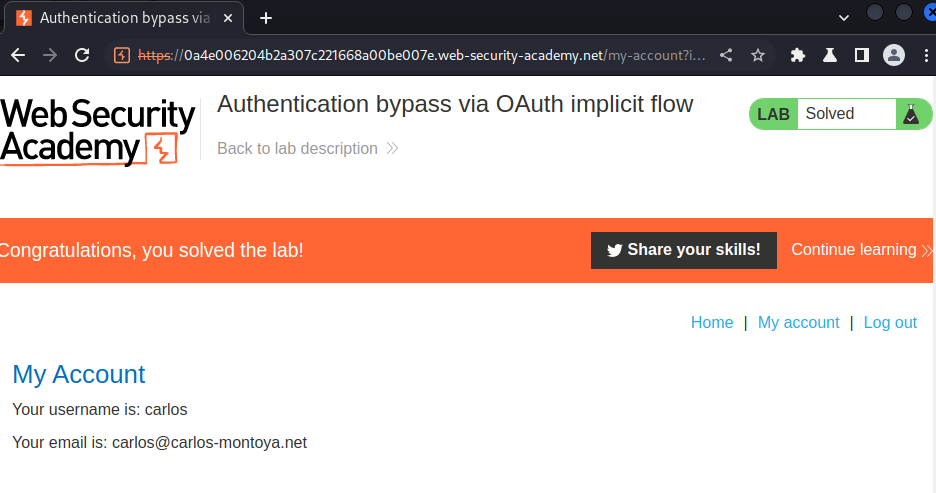 Authentication bypass via
https://0a4e006204b2a307c221668a00be007e.web-security-academy.net/my-account?i...
Web Security
Academy
Authentication bypass via OAuth implicit flow
Back to lab description
LAB Solved
Congratulations, you solved the lab!
Share your skills!
Continue learning
Home | My account | Log out
My Account
Your username is: carlos
Your email is: carlos@carlos-montoya.net